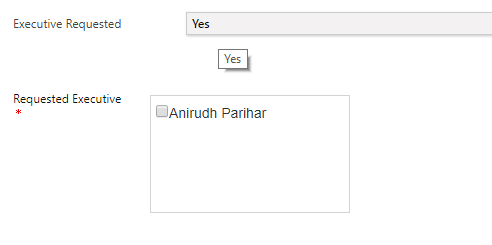 Executive Requested Yes
Yes
Requested Executive
*
Anirudh Parihar